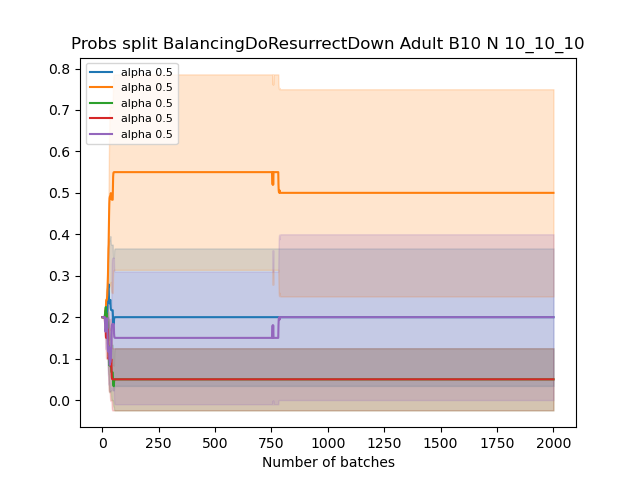 Probs split BalancingDoResurrectDown Adult B10 N 10_10_10
alpha 0.5
alpha 0.5
alpha 0.5
alpha 0.5
alpha 0.5
0.8
0.7
0.6
0.5
0.4
0.3
0.2
0.1
0.0
0 250 500 750 1000 1250 1500 1750 2000
Number of batches